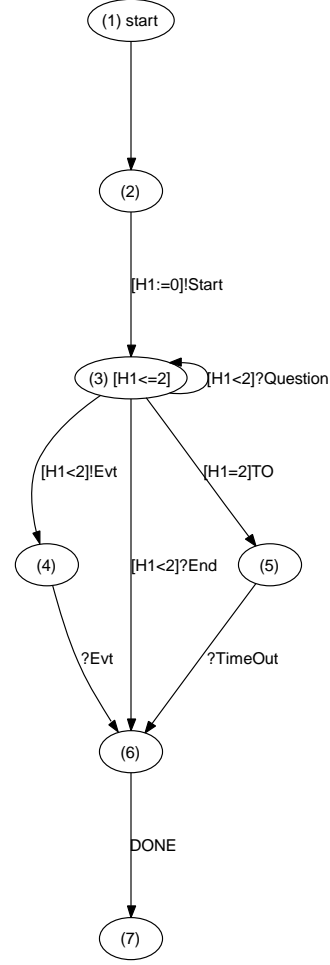 (1) start
(2)
[H1:=0]!Start
(3) [H1<=2]
[H1<2]?Question
[H1<2]!Evt
[H1=2]TO
(4)
[H1<2]?End
(5)
?Evt
?TimeOut
(6)
DONE
(7)